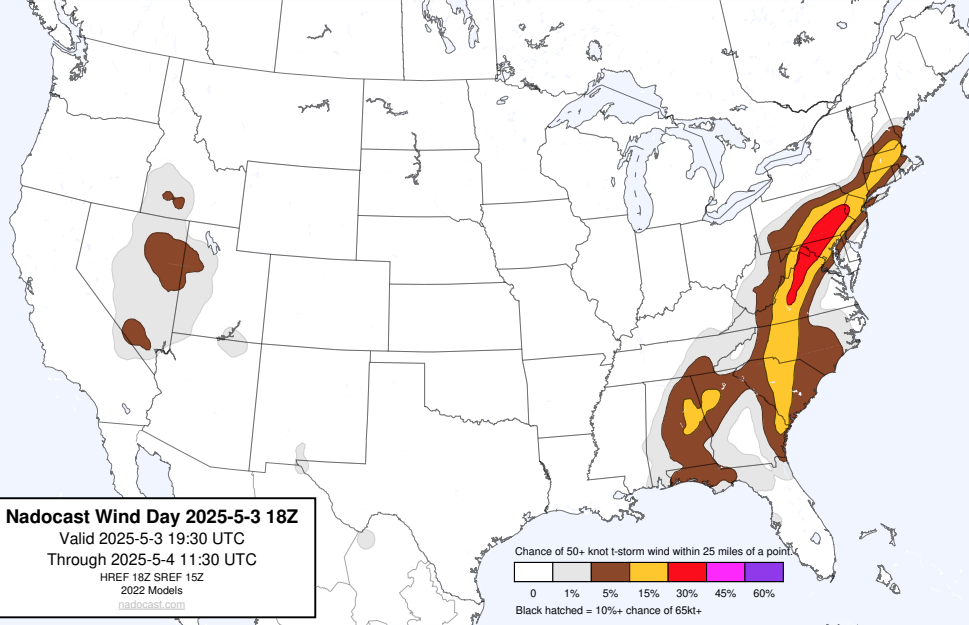 Nadocast Wind Day 2025-5-3 18Z
Valid 2025-5-3 19:30 UTC
Through 2025-5-4 11:30 UTC
HREF 18Z SREF 15Z
2022 Models
nadocast.com
Chance of 50+ knot t-storm wind within 25 miles of a point.
0 1% 5% 15% 30% 45% 60%
Black hatched = 10%+ chance of 65kt+